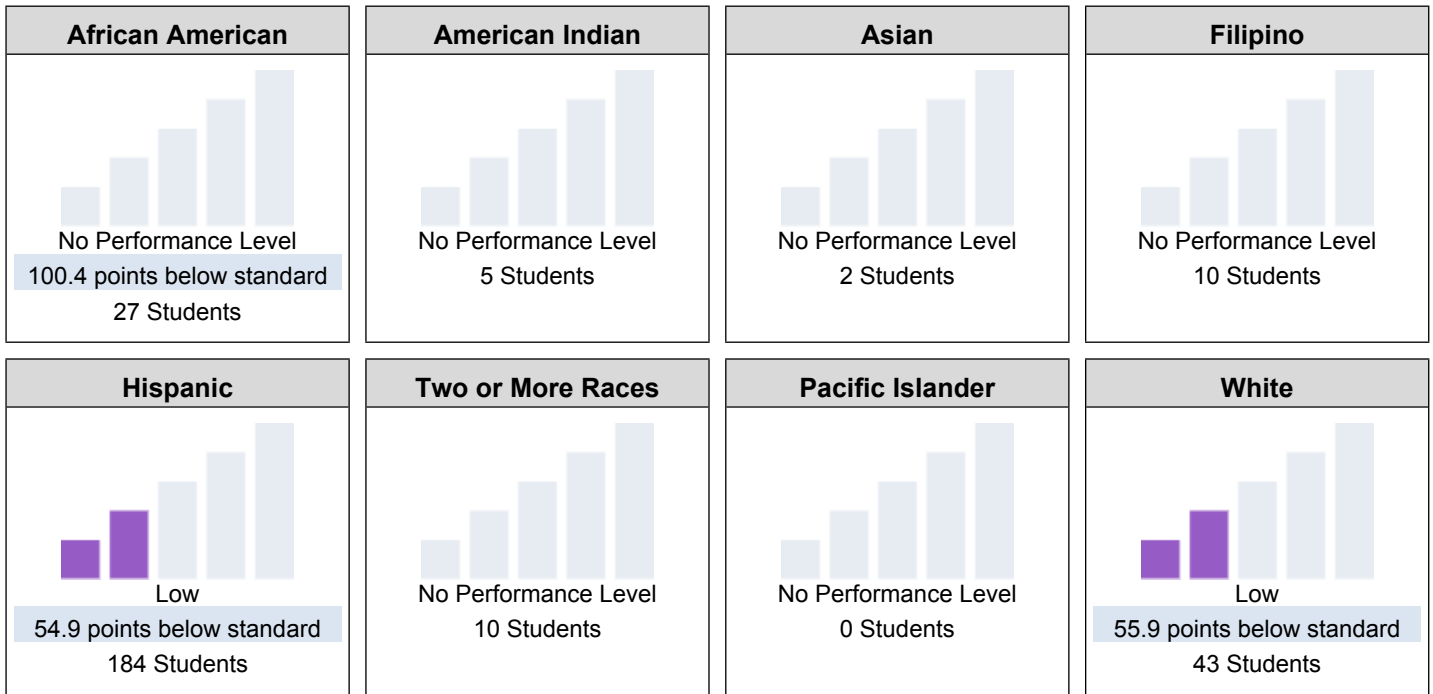 African American
No Performance Level
100.4 points below standard
27 Students
American Indian
No Performance Level
5 Students
Asian
No Performance Level
2 Students
Filipino
No Performance Level
10 Students
Hispanic
Low
54.9 points below standard
184 Students
Two or More Races
No Performance Level
10 Students
Pacific Islander
No Performance Level
0 Students
White
Low
55.9 points below standard
43 Students